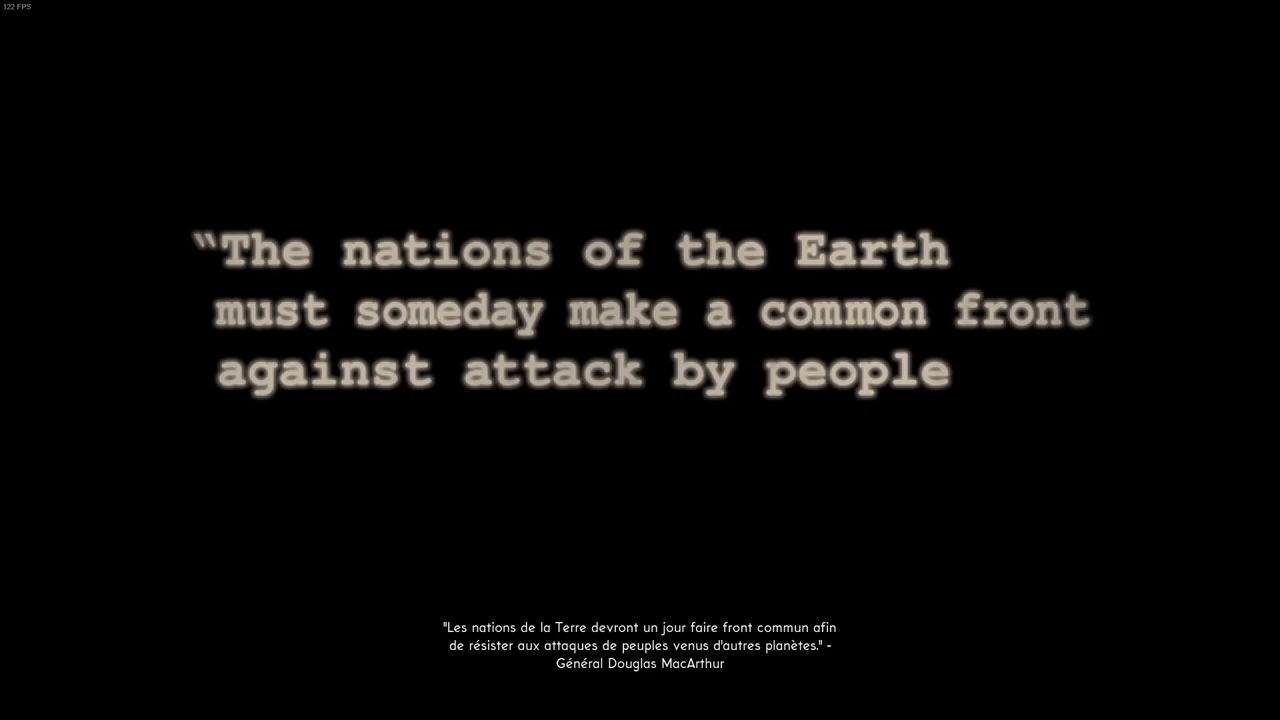 122 FPS
“The nations of the Earth
must someday make a common front
against attack by people
"Les nations de la Terre devront un jour faire front commun afin
de résister aux attaques de peuples venus d'autres planètes." -
Général Douglas MacArthur